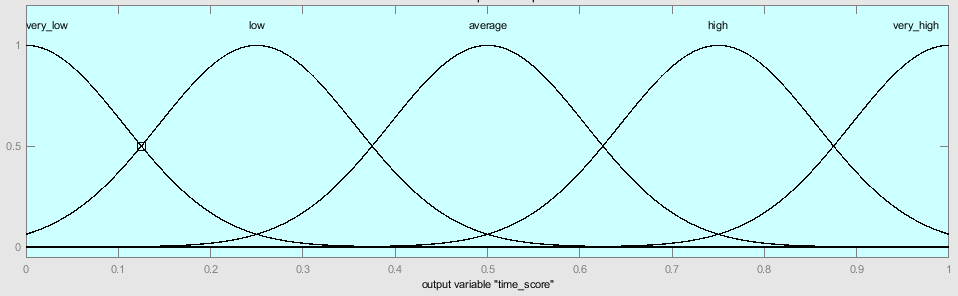 very_low low average high very_high
1
0.5
0
0 0.1 0.2 0.3 0.4 0.5 0.6 0.7 0.8 0.9 1
output variable "time_score"